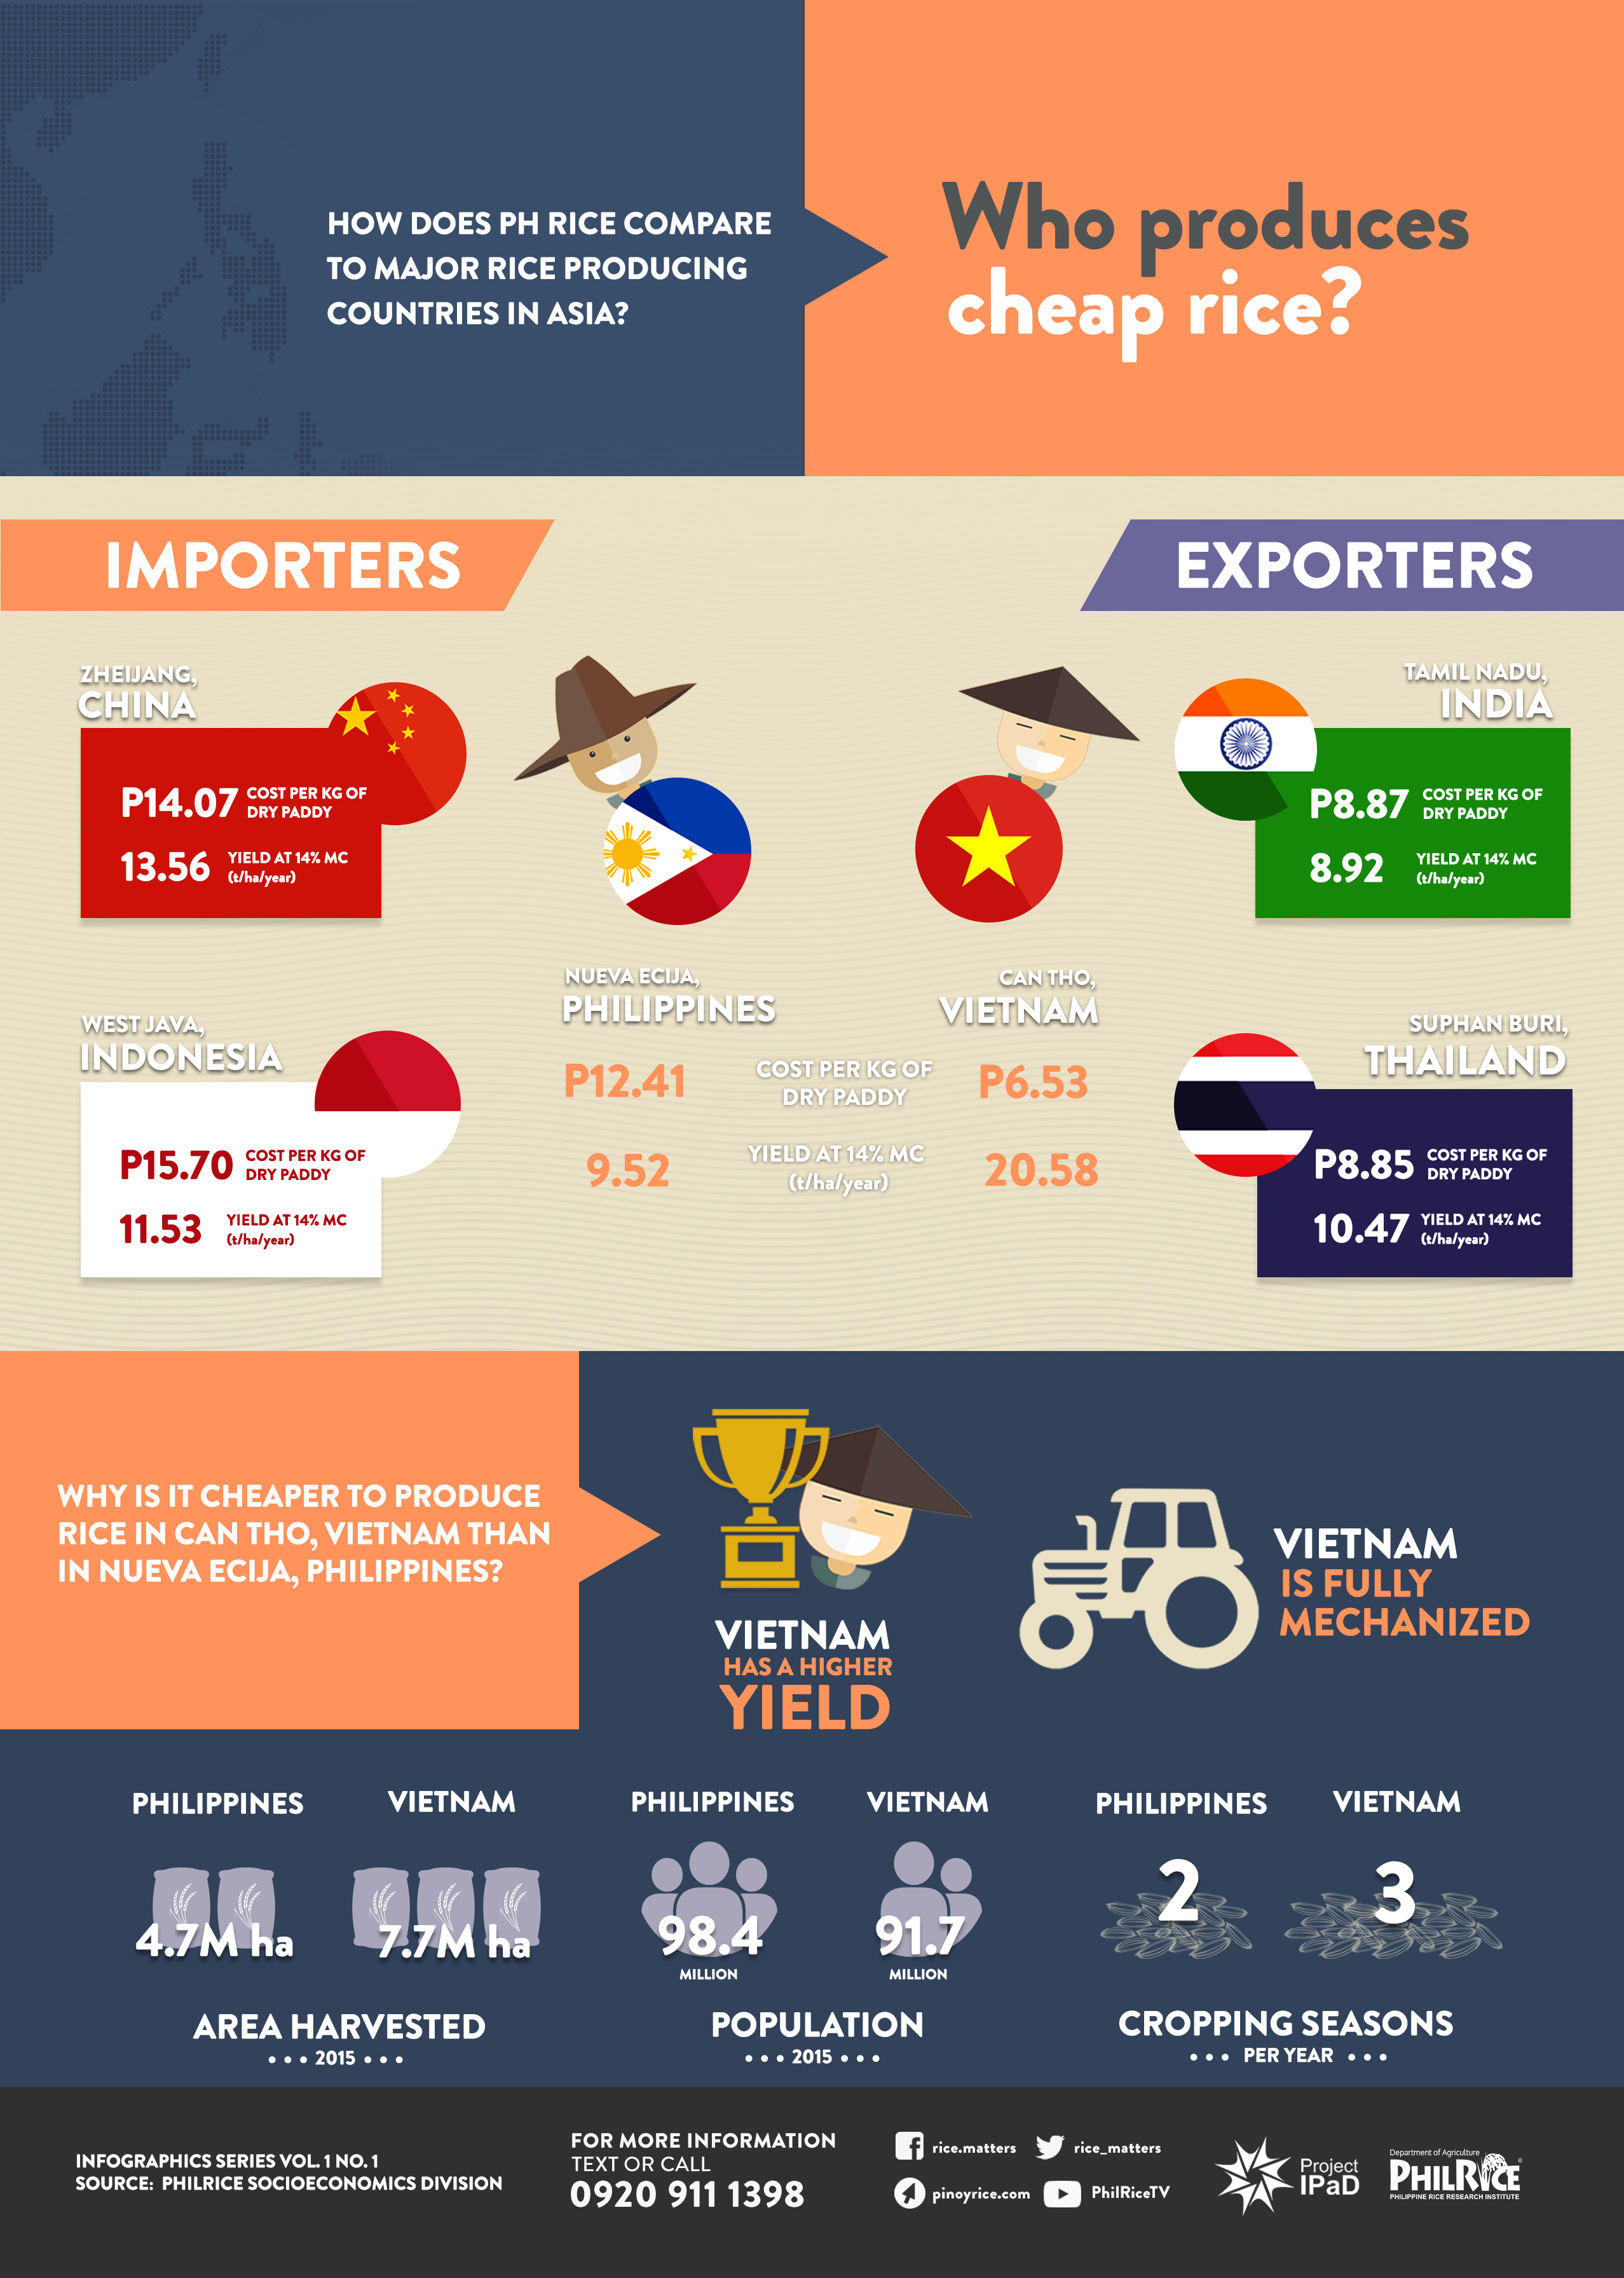 HOW DOES PH RICE COMPARE
TO MAJOR RICE PRODUCING
COUNTRIES IN ASIA?
Who produces
cheap rice?
IMPORTERS
EXPORTERS
ZHEIJANG,
CHINA
P14.07 COST PER KG OF
DRY PADDY
13.56 YIELD AT 14% MC
(t/ha/year)
TAMIL NADU,
INDIA
P8.87 COST PER KG OF
DRY PADDY
8.92 YIELD AT 14% MC
(t/ha/year)
WEST JAVA,
INDONESIA
P15.70 COST PER KG OF
DRY PADDY
11.53 YIELD AT 14% MC
(t/ha/year)
NUEVA ECIJA,
PHILIPPINES
CAN THO,
VIETNAM
P12.41 COST PER KG OF
DRY PADDY P6.53
9.52 YIELD AT 14% MC
(t/ha/year) 20.58
SUPHAN BURI,
THAILAND
P8.85 COST PER KG OF
DRY PADDY
10.47 YIELD AT 14% MC
(t/ha/year)
WHY IS IT CHEAPER TO PRODUCE
RICE IN CAN THO, VIETNAM THAN
IN NUEVA ECIJA, PHILIPPINES?
VIETNAM
HAS A HIGHER
YIELD
VIETNAM
IS FULLY
MECHANIZED
PHILIPPINES VIETNAM
4.7M ha 7.7M ha
AREA HARVESTED
2015
PHILIPPINES VIETNAM
98.4 91.7
MILLION MILLION
POPULATION
2015
PHILIPPINES VIETNAM
2 3
CROPPING SEASONS
PER YEAR
INFOGRAPHICS SERIES VOL. 1 NO. 1
SOURCE: PHILRICE SOCIOECONOMICS DIVISION
FOR MORE INFORMATION
TEXT OR CALL
0920 911 1398
rice.matters rice_matters
pinoyrice.com PhilRiceTV
Project
IPaD
Department of Agriculture
PHILRICE
PHILIPPINE RICE RESEARCH INSTITUTE